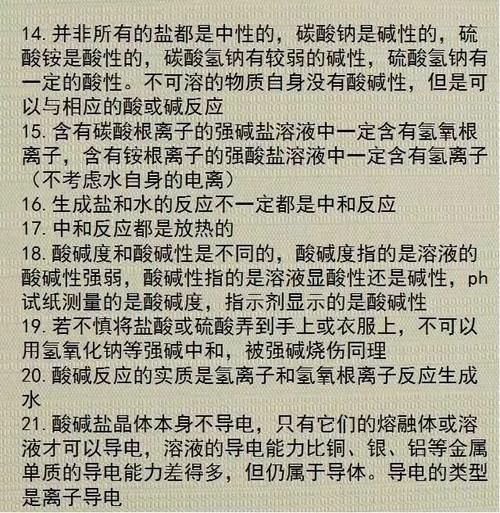 14. 并非所有的盐都是中性的，碳酸钠是碱性的，硫
酸铵是酸性的，碳酸氢钠有较弱的碱性，硫酸氢钠有
一定的酸性。不可溶的物质自身没有酸碱性，但是可
以与相应的酸或碱反应
15. 含有碳酸根离子的强碱盐溶液中一定含有氢氧根
离子，含有铵根离子的强酸盐溶液中一定含有氢离子
（不考虑水自身的电离）
16. 生成盐和水的反应不一定都是中和反应
17. 中和反应都是放热的
18. 酸碱度和酸碱性是不同的，酸碱度指的是溶液的
酸碱性强弱，酸碱性指的是溶液显酸性还是碱性，ph
试纸测量的是酸碱度，指示剂显示的是酸碱性
19. 若不慎将盐酸或硫酸弄到手上或衣服上，不可以
用氢氧化钠等强碱中和，被强碱烧伤同理
20. 酸碱反应的实质是氢离子和氢氧根离子反应生成
水
21. 酸碱盐晶体本身不导电，只有它们的熔融体或溶
液才可以导电，溶液的导电能力比铜、银、铝等金属
单质的导电能力差得多，但仍属于导体。导电的类型
是离子导电